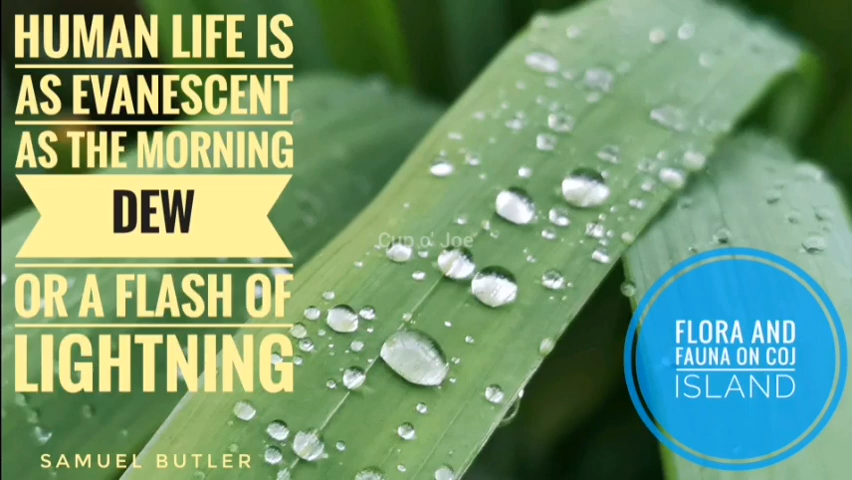 HUMAN LIFE IS
AS EVANESCENT
AS THE MORNING
DEW
OR A FLASH OF
LIGHTNING
SAMUEL BUTLER
Cup o' Joe
FLORA AND
FAUNA ON COJ
ISLAND